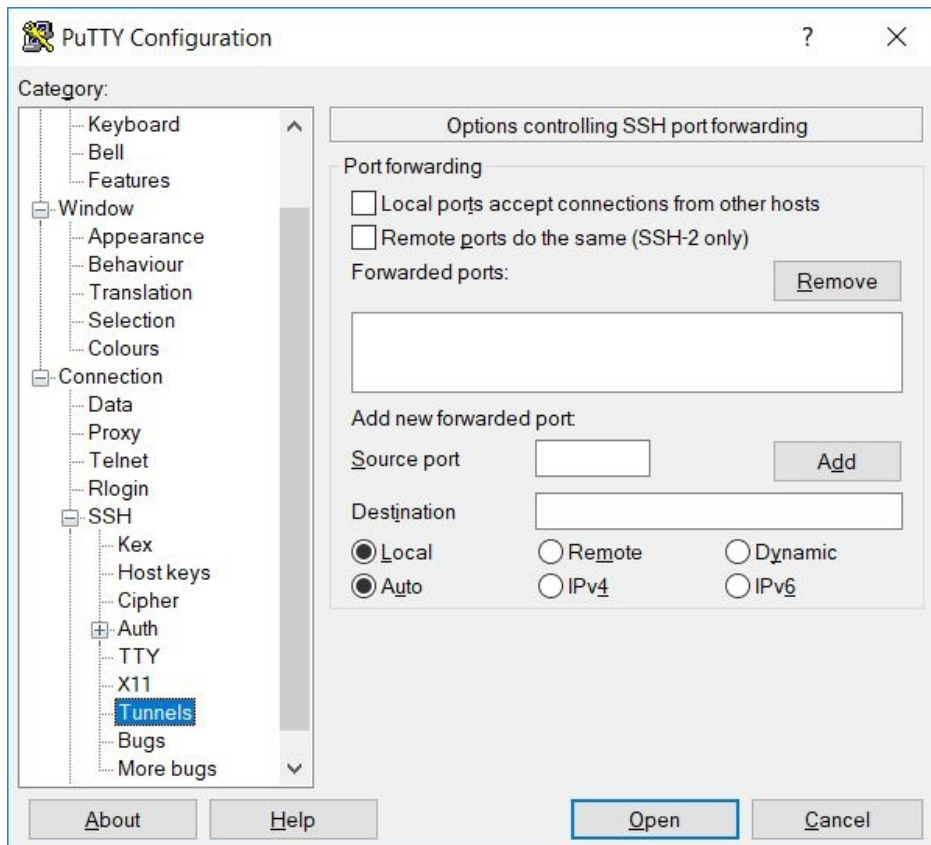 PuTTY Configuration
?
Category:
Keyboard
Bell
Features
Window
Appearance
Behaviour
Translation
Selection
Colours
Connection
Data
Proxy
Telnet
Rlogin
SSH
Kex
Host keys
Cipher
Auth
TTY
X11
Tunnels
Bugs
More bugs
Options controlling SSH port forwarding
Port forwarding
Local ports accept connections from other hosts
Remote ports do the same (SSH-2 only)
Forwarded ports:
Remove
Add new forwarded port:
Source port
Add
Destination
Local Remote Dynamic
Auto IPv4 IPv6
About Help Open Cancel